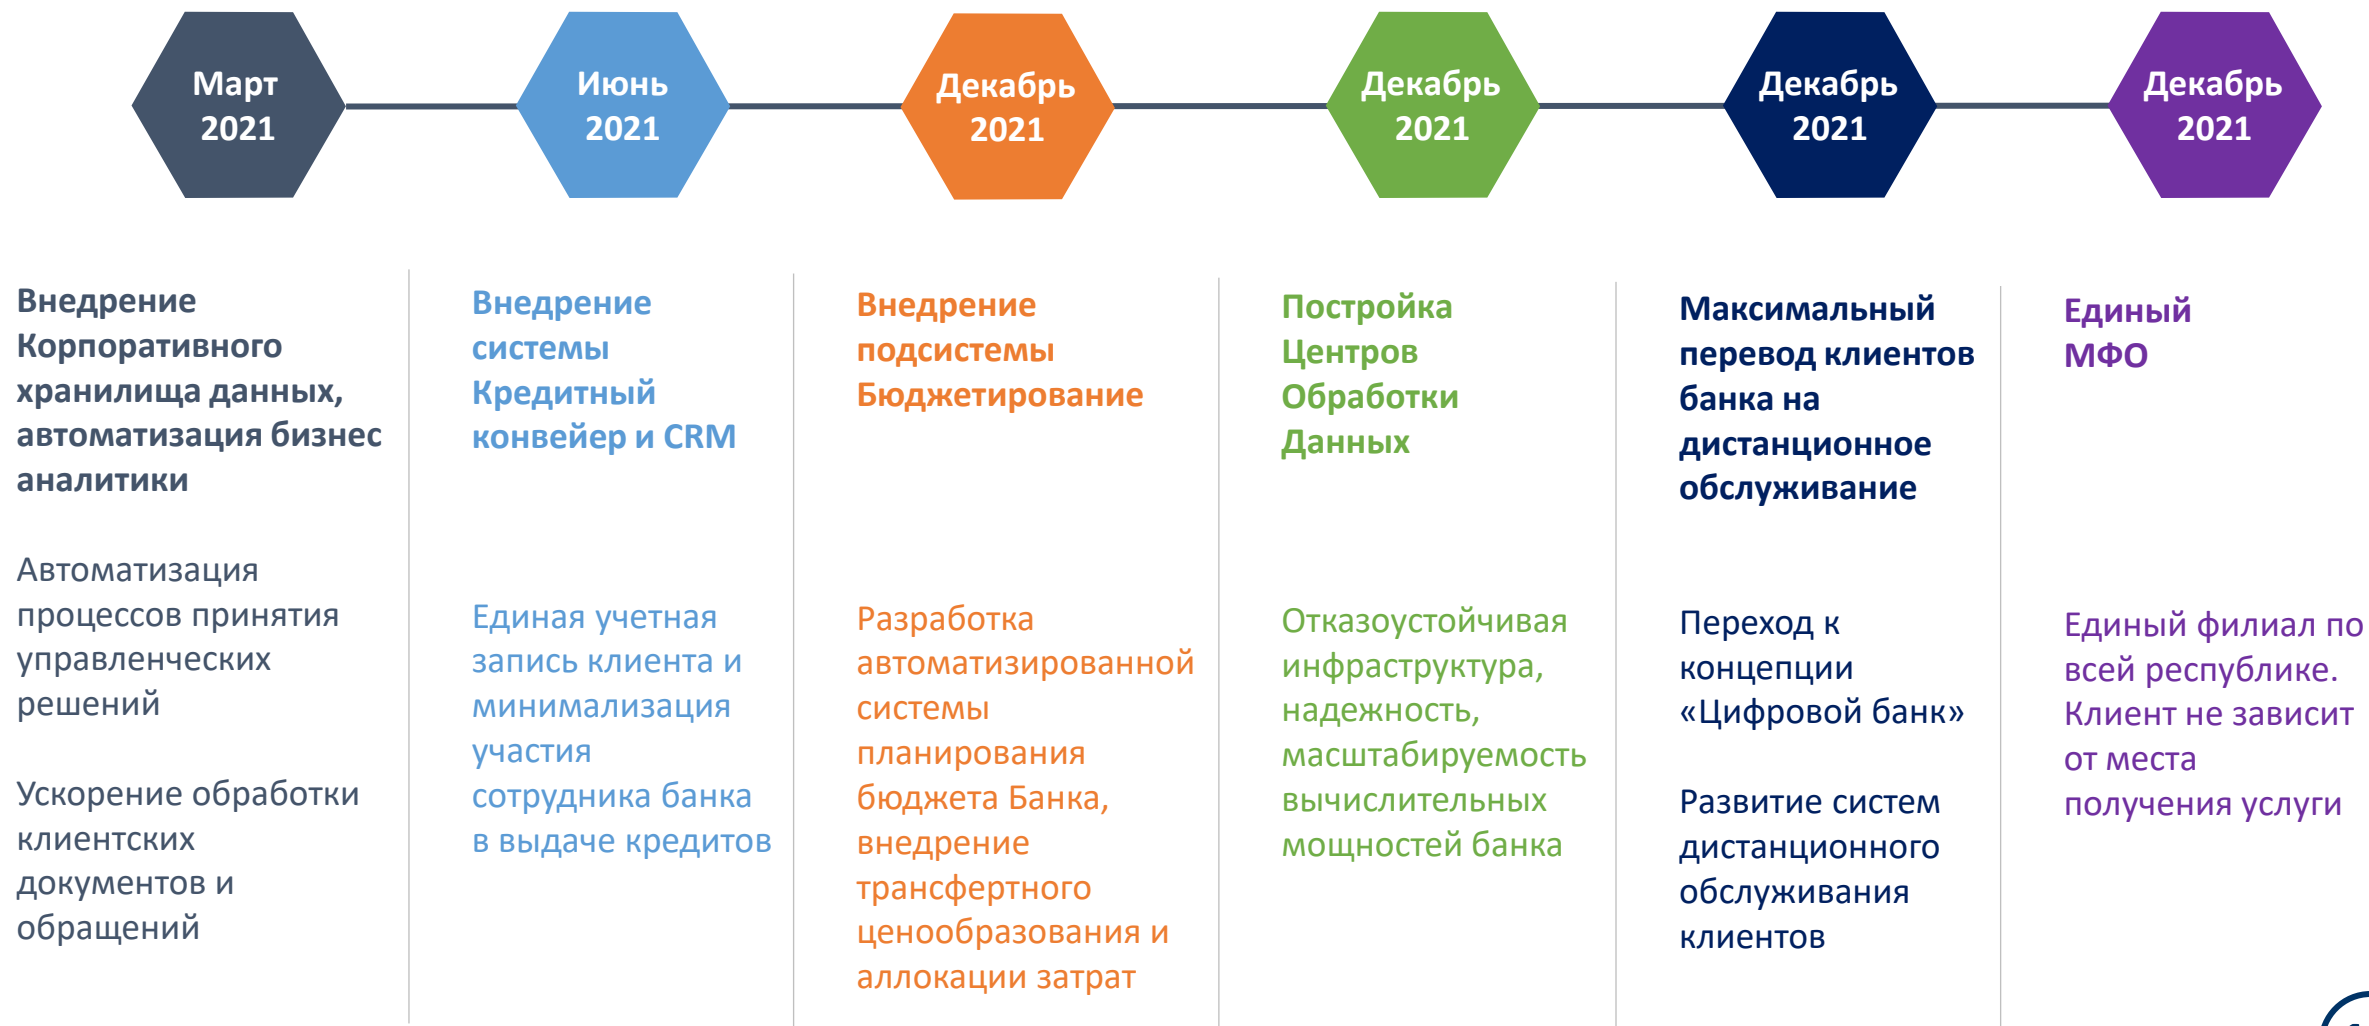 Март
2021
Июнь
2021
Декабрь
2021
Декабрь
2021
Декабрь
2021
Декабрь
2021
Внедрение
Корпоративного
хранилища данных,
автоматизация бизнес
аналитики
Автоматизация
процессов принятия
управленческих
решений
Ускорение обработки
клиентских
документов и
обращений
Внедрение
системы
Кредитный
конвейер и CRM
Единая учетная
запись клиента и
минимализация
участия
сотрудника банка
в выдаче кредитов
Внедрение
подсистемы
Бюджетирование
Разработка
автоматизированной
системы
планирования
бюджета Банка,
внедрение
трансфертного
ценообразования и
аллокации затрат
Постройка
Центров
Обработки
Данных
Отказоустойчивая
инфраструктура,
надежность,
масштабируемость
вычислительных
мощностей банка
Максимальный
перевод клиентов
банка на
дистанционное
обслуживание
Переход к
концепции
«Цифровой банк»
Развитие систем
дистанционного
обслуживания
клиентов
Единый
МФО
Единый филиал по
всей республике.
Клиент не зависит
от места
получения услуги